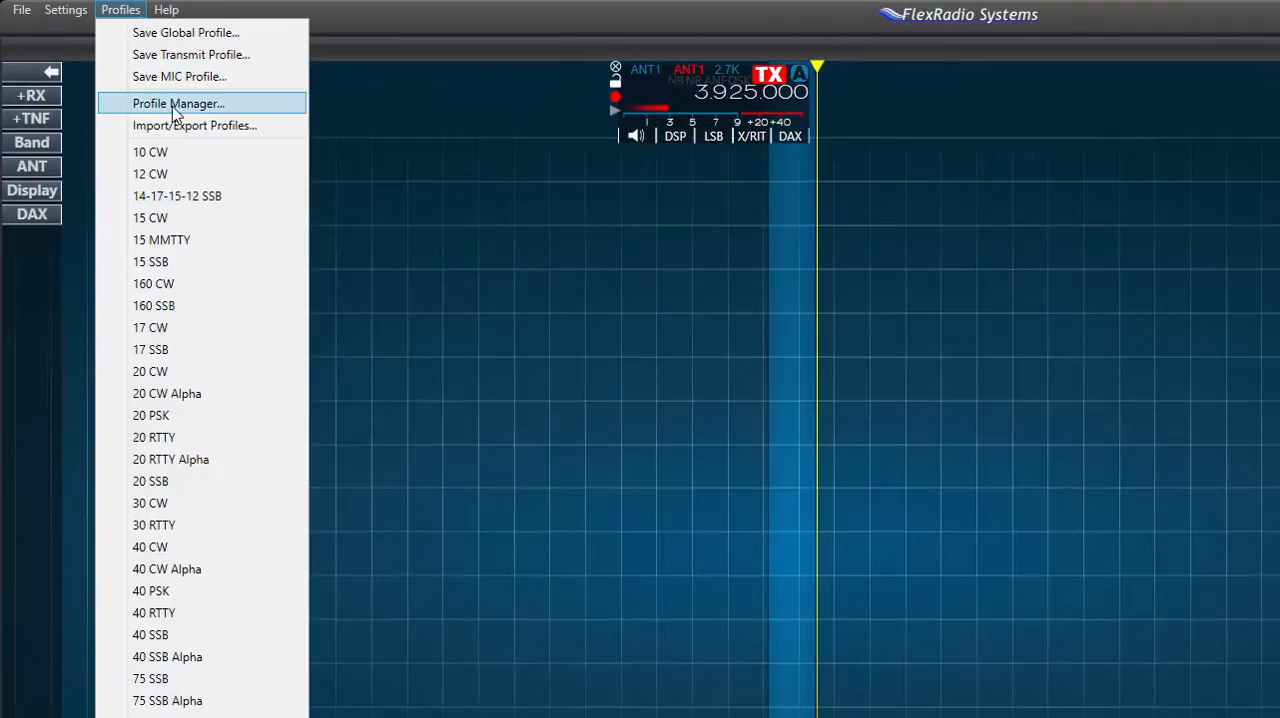 File Settings Profiles Help
FlexRadio Systems
Save Global Profile...
Save Transmit Profile...
Save MIC Profile...
Profile Manager...
Import/Export Profiles...
10 CW
12 CW
14-17-15-12 SSB
15 CW
15 MMTTY
15 SSB
160 CW
160 SSB
17 CW
17 SSB
20 CW
20 CW Alpha
20 PSK
20 RTTY
20 RTTY Alpha
20 SSB
30 CW
30 RTTY
40 CW
40 CW Alpha
40 PSK
40 RTTY
40 SSB
40 SSB Alpha
75 SSB
75 SSB Alpha
+RX
+TNF
Band
ANT
Display
DAX
ANT1 ANT1 2.7K TX A
NB NR ANF QSK
3.925.000
1 3 5 7 9 +20 +40
DSP LSB X/RIT DAX